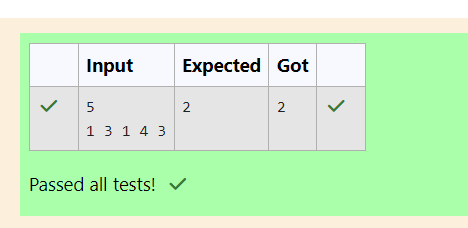 Input Expected Got
5 2 2
1 3 1 4 3
Passed all tests!